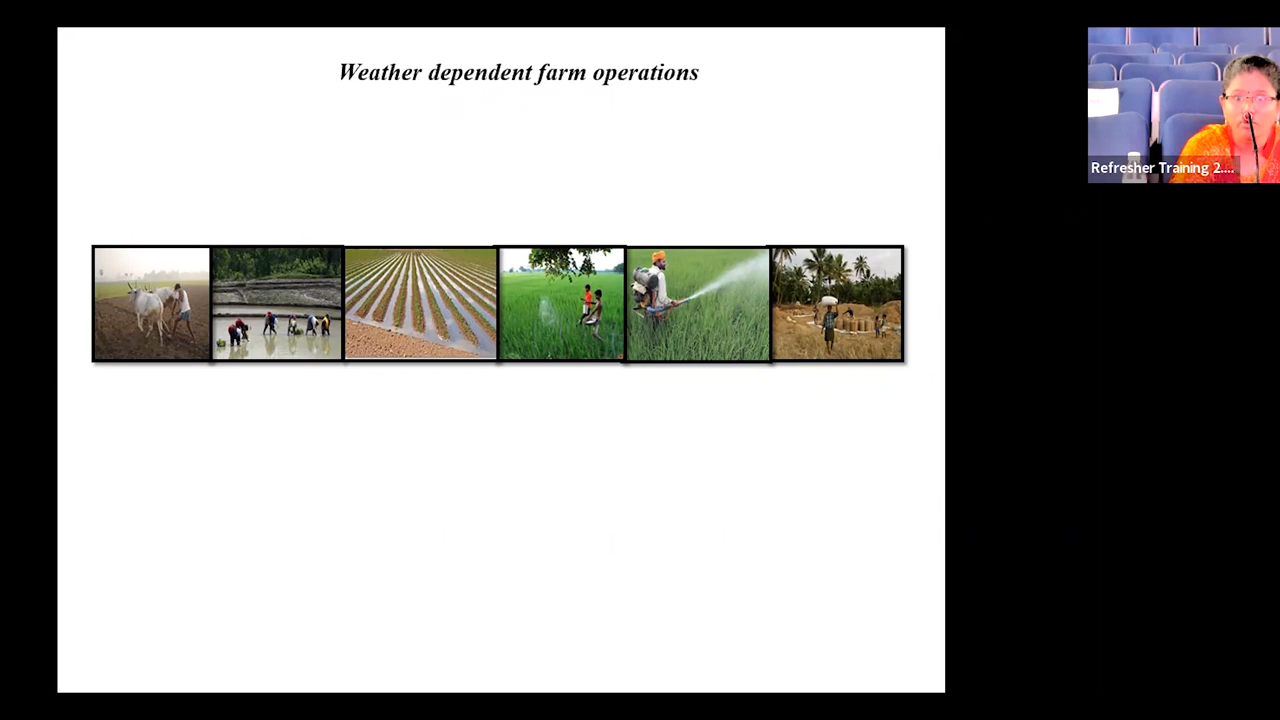 Weather dependent farm operations
Refresher Training 2....